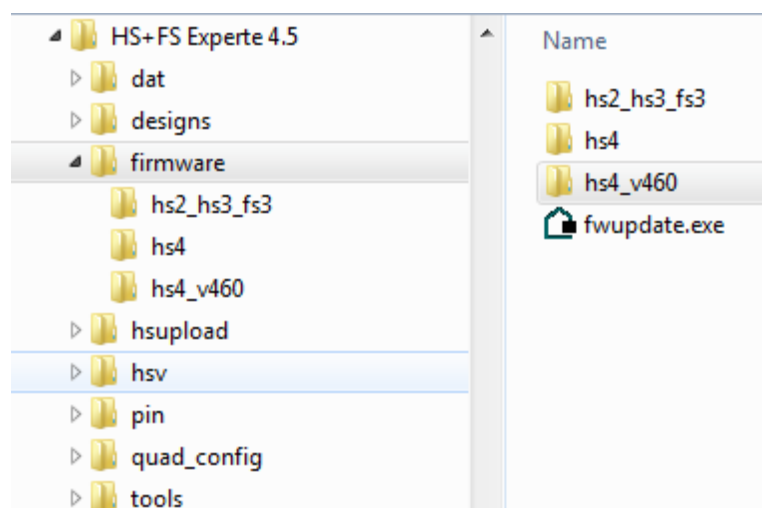 HS+FS Experte 4.5
dat
designs
firmware
hs2_hs3_fs3
hs4
hs4_v460
hsupload
hsv
pin
quad_config
tools
Name
hs2_hs3_fs3
hs4
hs4_v460
fwupdate.exe